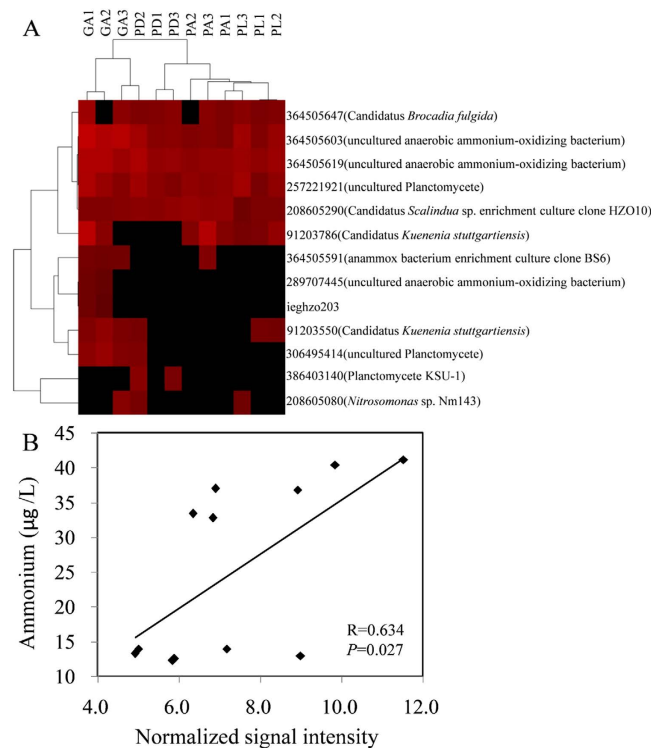 A
GA1 GA2 GA3 PD2 PD1 PD3 PA2 PA3 PA1 PL3 PL1 PL2
364505647(Candidatus Brocadia fulgida)
364505603(uncultured anaerobic ammonium-oxidizing bacterium)
364505619(uncultured anaerobic ammonium-oxidizing bacterium)
257221921(uncultured Planctomycete)
208605290(Candidatus Scalindua sp. enrichment culture clone HZO10)
91203786(Candidatus Kuenenia stuttgartiensis)
364505591(anammox bacterium enrichment culture clone BS6)
289707445(uncultured anaerobic ammonium-oxidizing bacterium)
ieghzo203
91203550(Candidatus Kuenenia stuttgartiensis)
306495414(uncultured Planctomycete)
386403140(Planctomycete KSU-1)
208605080(Nitrosomonas sp. Nm143)
B
45
40
35
30
25
20
15
10
Ammonium (µg /L)
R=0.634
P=0.027
4.0 6.0 8.0 10.0 12.0
Normalized signal intensity